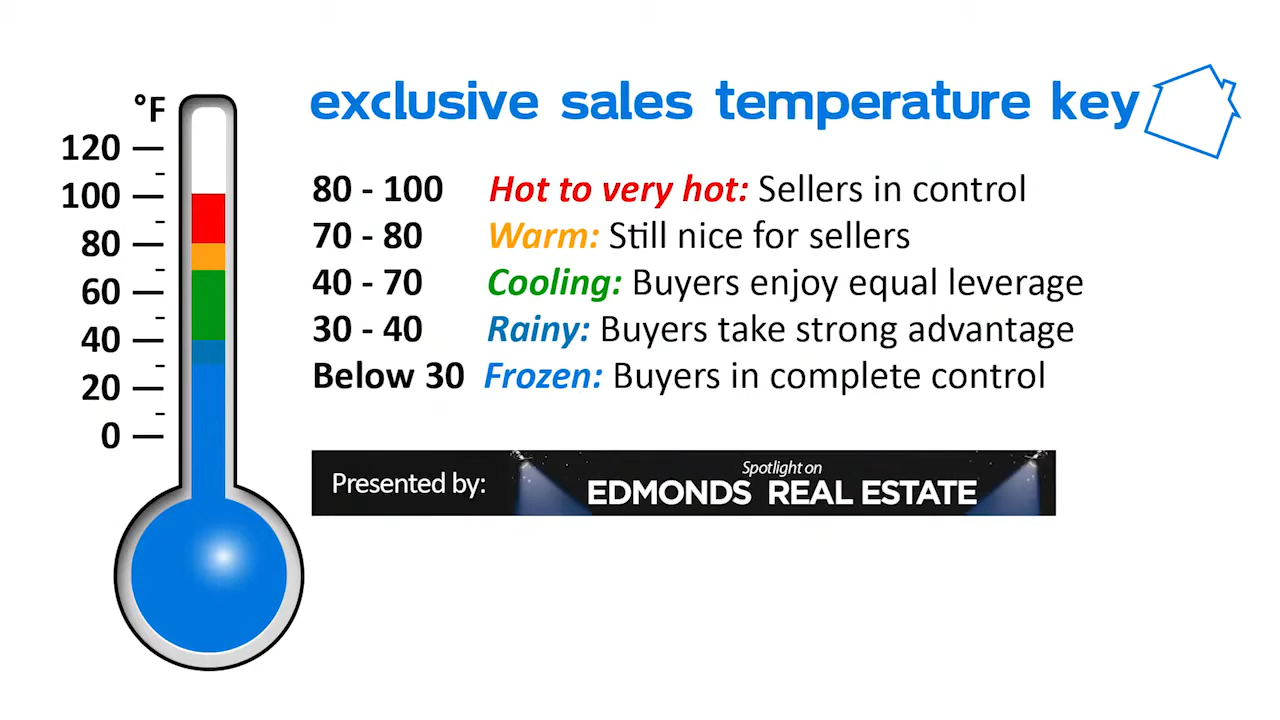 exclusive sales temperature key
°F
120
100
80
60
40
20
0
80 - 100 Hot to very hot: Sellers in control
70 - 80 Warm: Still nice for sellers
40 - 70 Cooling: Buyers enjoy equal leverage
30 - 40 Rainy: Buyers take strong advantage
Below 30 Frozen: Buyers in complete control
Presented by:
Spotlight on
EDMONDS REAL ESTATE